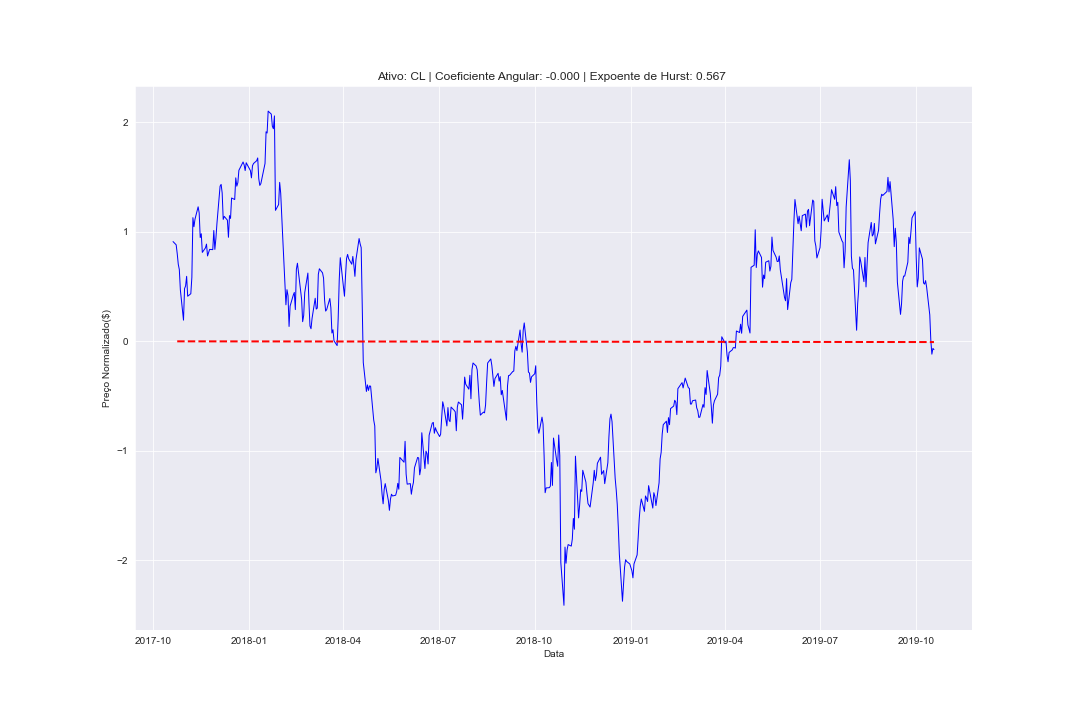 Ativo: CL | Coeficiente Angular: -0.000 | Expoente de Hurst: 0.567
Preço Normalizado($)
2
1
0
−1
−2
2017-10 2018-01 2018-04 2018-07 2018-10 2019-01 2019-04 2019-07 2019-10
Data